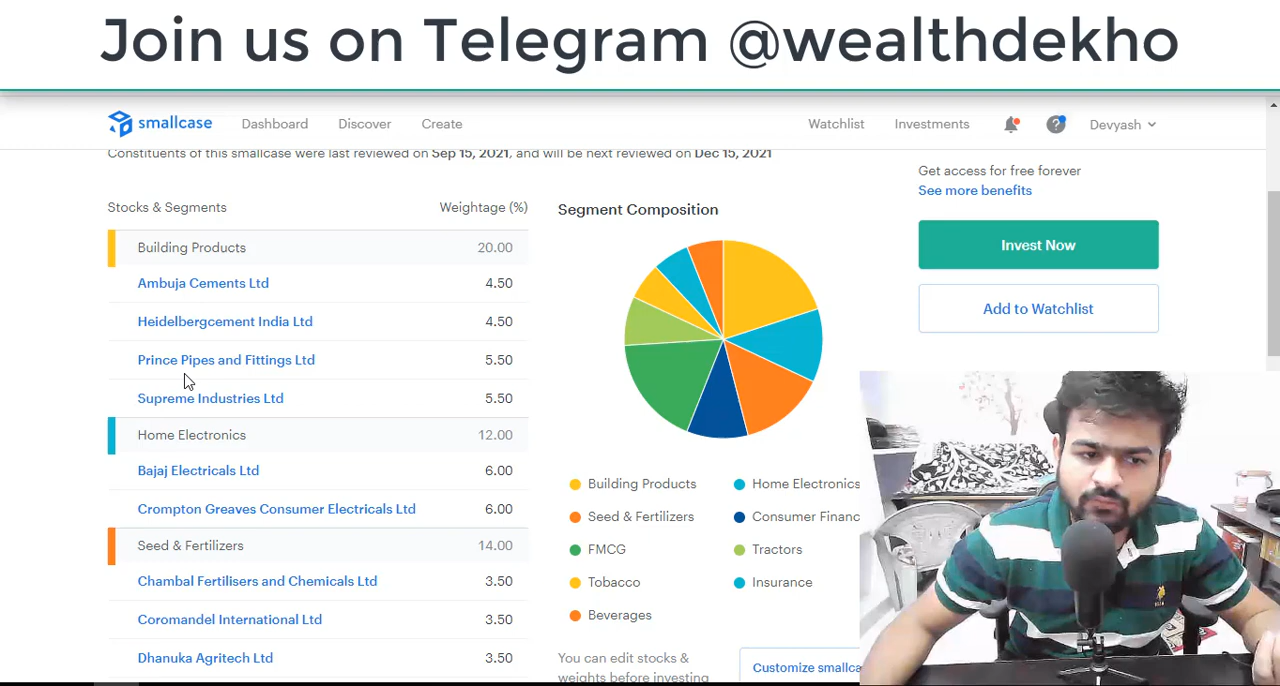 Join us on Telegram @wealthdekho
smallcase Dashboard Discover Create Watchlist Investments ? Devyash
Constituents of this smallcase were last reviewed on Sep 15, 2021, and will be next reviewed on Dec 15, 2021
Get access for free forever
See more benefits
Stocks & Segments Weightage (%)
Segment Composition
Building Products 20.00
Invest Now
Ambuja Cements Ltd 4.50
Add to Watchlist
Heidelbergcement India Ltd 4.50
Prince Pipes and Fittings Ltd 5.50
Supreme Industries Ltd 5.50
Home Electronics 12.00
Bajaj Electricals Ltd 6.00
Crompton Greaves Consumer Electricals Ltd 6.00
Seed & Fertilizers 14.00
Chambal Fertilisers and Chemicals Ltd 3.50
Coromandel International Ltd 3.50
Dhanuka Agritech Ltd 3.50
Building Products Home Electronics
Seed & Fertilizers Consumer Financ
FMCG Tractors
Tobacco Insurance
Beverages
You can edit stocks &
weights before investing
Customize smallca